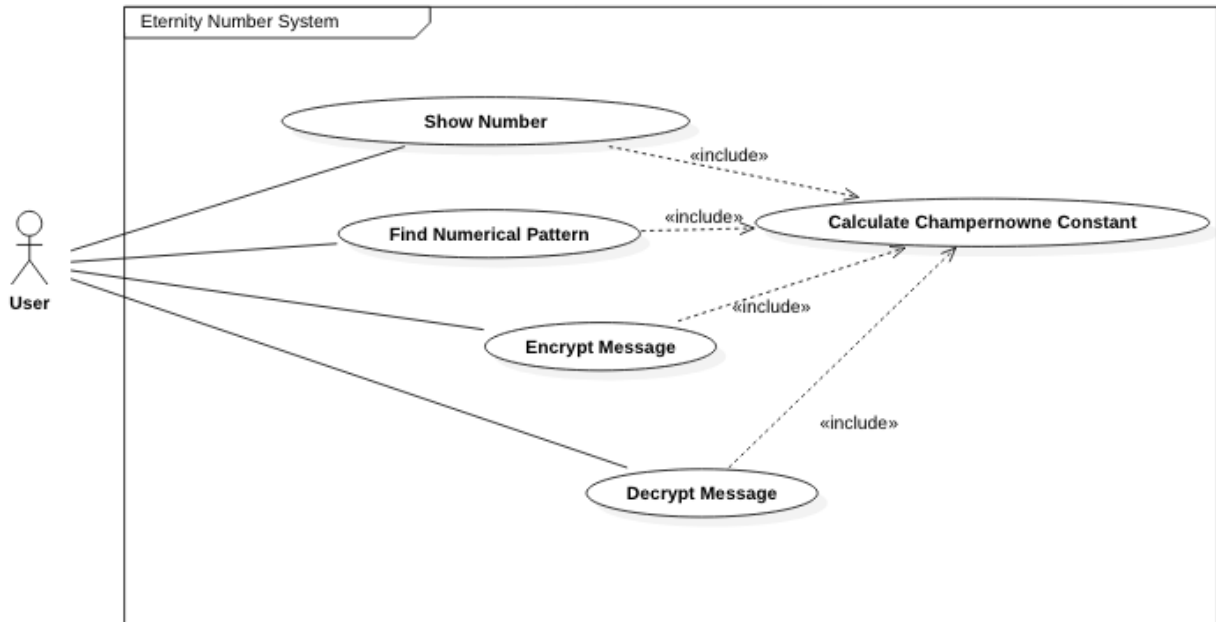 Eternity Number System
Show Number
«include»
Find Numerical Pattern
«include»
Calculate Champernowne Constant
User
«include»
Encrypt Message
«include»
Decrypt Message